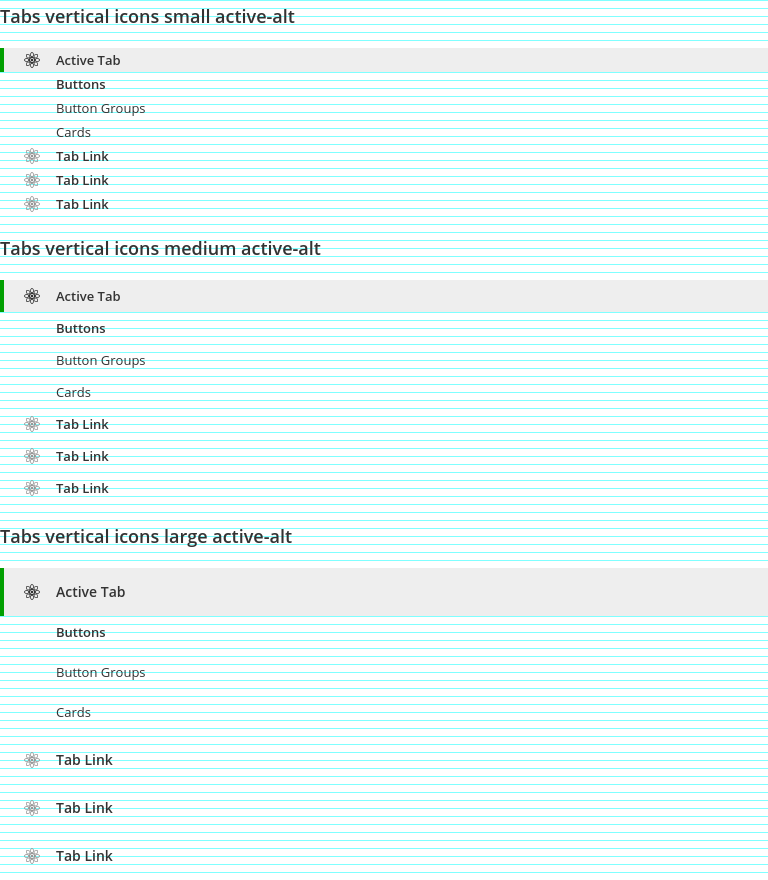 Tabs vertical icons small active-alt
Active Tab
Buttons
Button Groups
Cards
Tab Link
Tab Link
Tab Link
Tabs vertical icons medium active-alt
Active Tab
Buttons
Button Groups
Cards
Tab Link
Tab Link
Tab Link
Tabs vertical icons large active-alt
Active Tab
Buttons
Button Groups
Cards
Tab Link
Tab Link
Tab Link